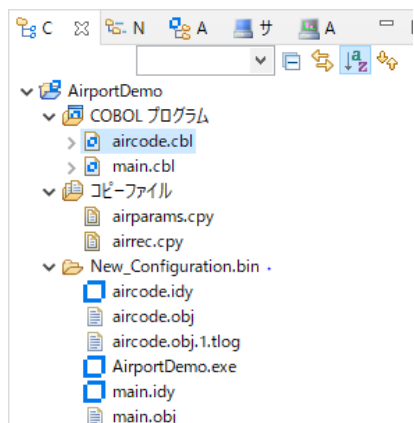 C N A サ A
AirportDemo
COBOL プログラム
aircode.cbl
main.cbl
コピーファイル
airparams.cpy
airrec.cpy
New_Configuration.bin
aircode.idy
aircode.obj
aircode.obj.1.tlog
AirportDemo.exe
main.idy
main.obj